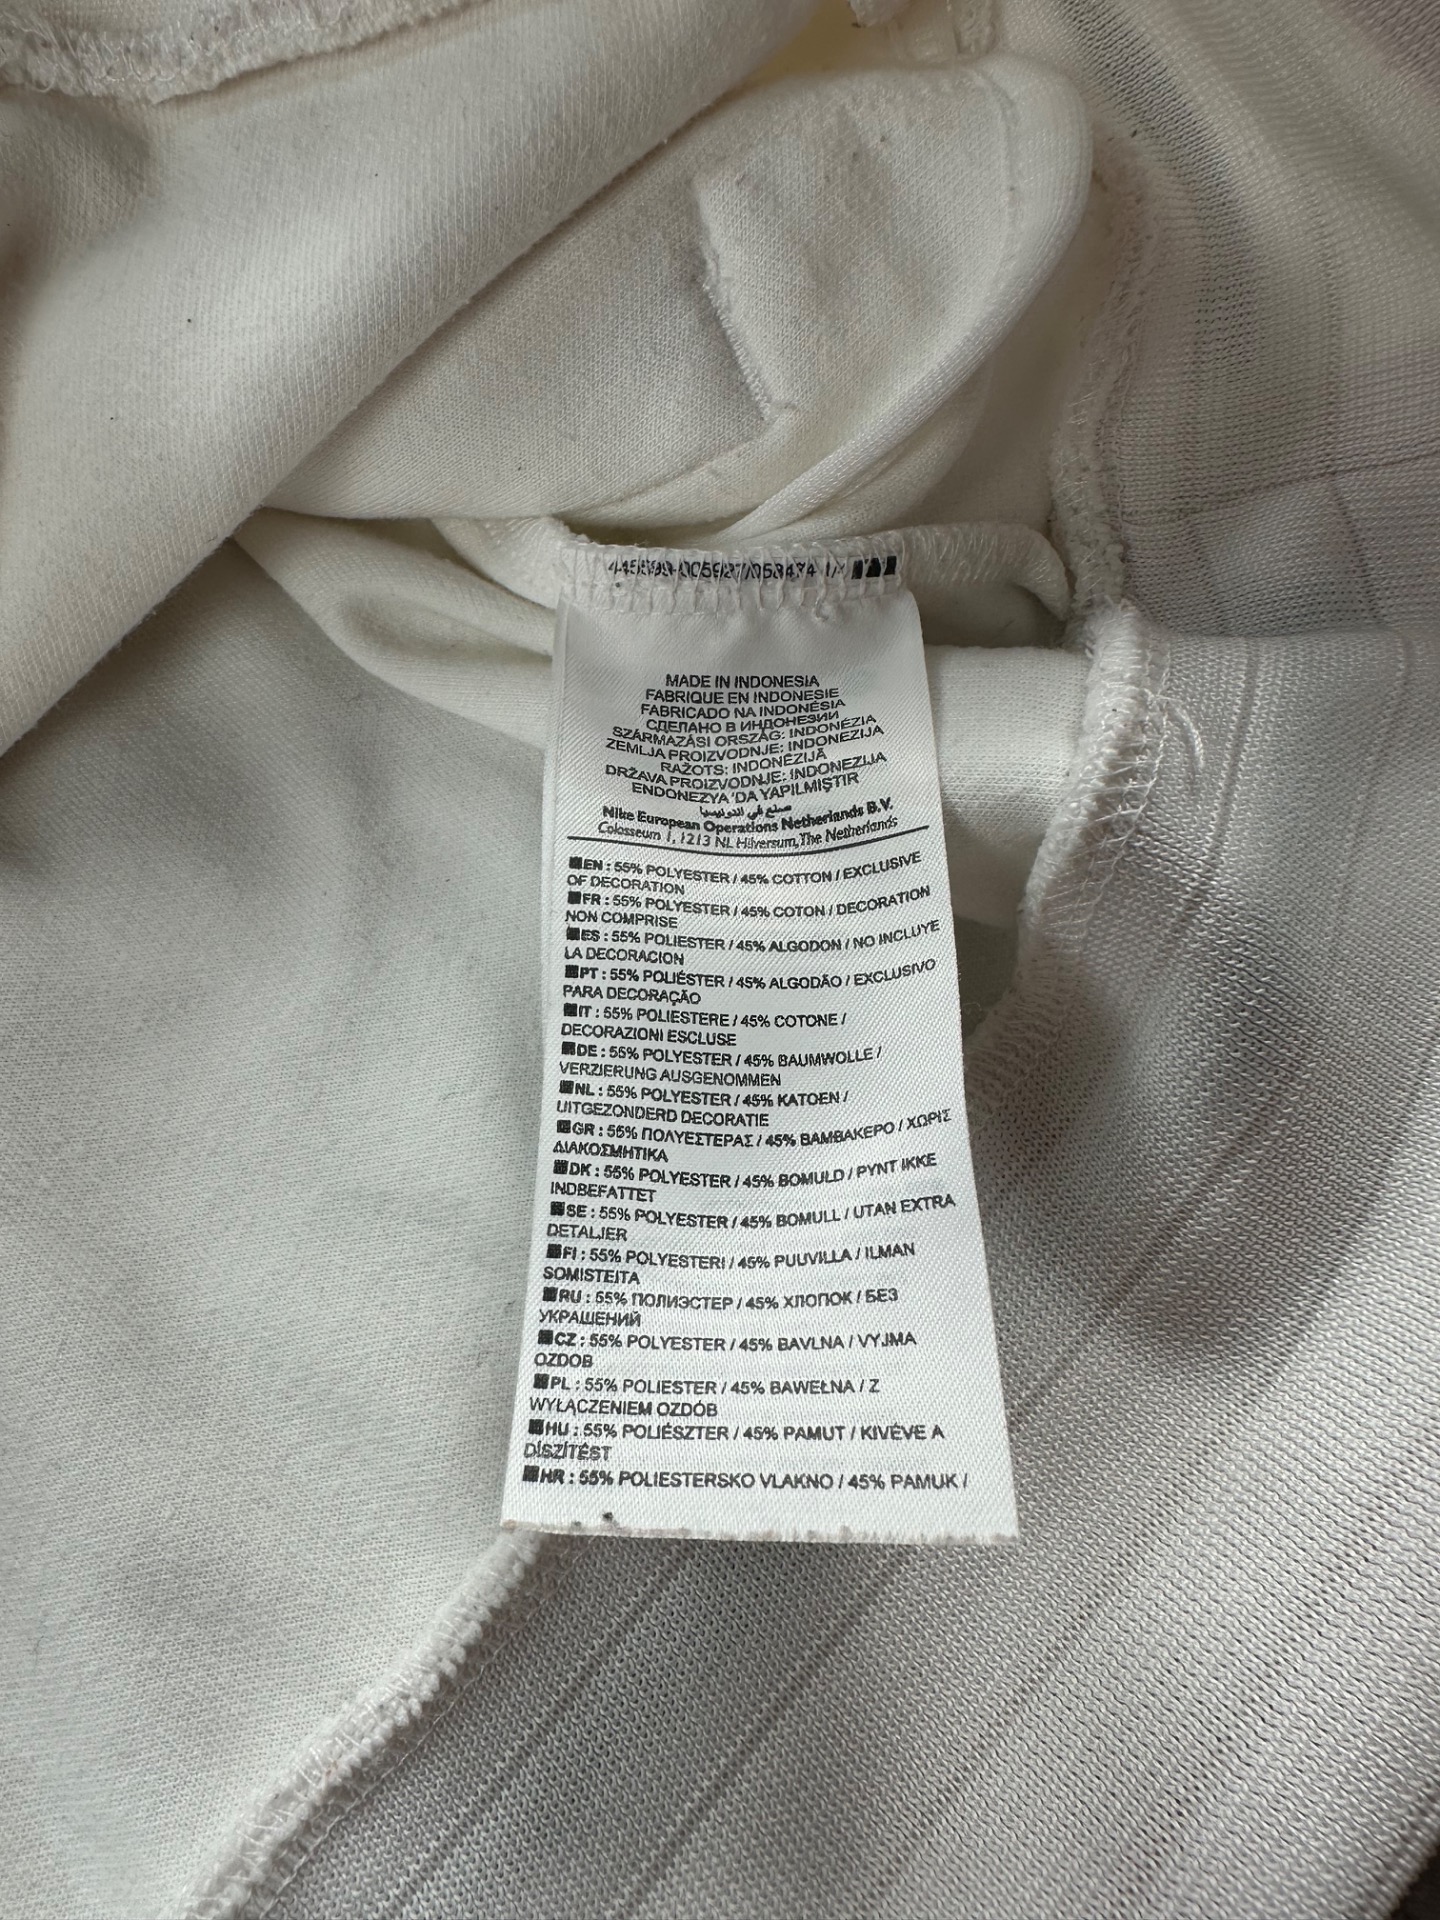 MADE IN INDONESIA
FABRIQUE EN INDONESIE
FABRICADO NA INDONÉSIA
СДЕЛАНО В ИНДОНЕЗИИ
SZÁRMAZÁSI ORSZÁG: INDONÉZIA
ZEMLJA PROIZVODNJE: INDONEZIJA
RAŽOTS: INDONĒZIJĀ
DRŽAVA PROIZVODNJE: INDONEZIJA
ENDONEZYA'DA YAPILMIŞTIR
صنع في اندونيسيا
Nike European Operations Netherlands B.V.
Colosseum 1, 1213 NL Hilversum, The Netherlands
EN : 55% POLYESTER / 45% COTTON / EXCLUSIVE
OF DECORATION
FR : 55% POLYESTER / 45% COTON / DECORATION
NON COMPRISE
ES : 55% POLIESTER / 45% ALGODON / NO INCLUYE
LA DECORACION
PT : 55% POLIÉSTER / 45% ALGODÃO / EXCLUSIVO
PARA DECORAÇÃO
IT : 55% POLIESTERE / 45% COTONE /
DECORAZIONI ESCLUSE
DE : 55% POLYESTER / 45% BAUMWOLLE /
VERZIERUNG AUSGENOMMEN
NL : 55% POLYESTER / 45% KATOEN /
UITGEZONDERD DECORATIE
GR : 55% ΠΟΛΥΕΣΤΕΡΑΣ / 45% ΒΑΜΒΑΚΕΡΟ / ΧΩΡΙΣ
ΔΙΑΚΟΣΜΗΤΙΚΑ
DK : 55% POLYESTER / 45% BOMULD / PYNT IKKE
INDBEFATTET
SE : 55% POLYESTER / 45% BOMULL / UTAN EXTRA
DETALJER
FI : 55% POLYESTERI / 45% PUUVILLA / ILMAN
SOMISTEITA
RU : 55% ПОЛИЭСТЕР / 45% ХЛОПОК / БЕЗ
УКРАШЕНИЙ
CZ : 55% POLYESTER / 45% BAVLNA / VYJMA
OZDOB
PL : 55% POLIESTER / 45% BAWEŁNA / Z
WYŁĄCZENIEM OZDÓB
HU : 55% POLIÉSZTER / 45% PAMUT / KIVÉVE A
DÍSZÍTÉST
HR : 55% POLIESTERSKO VLAKNO / 45% PAMUK /